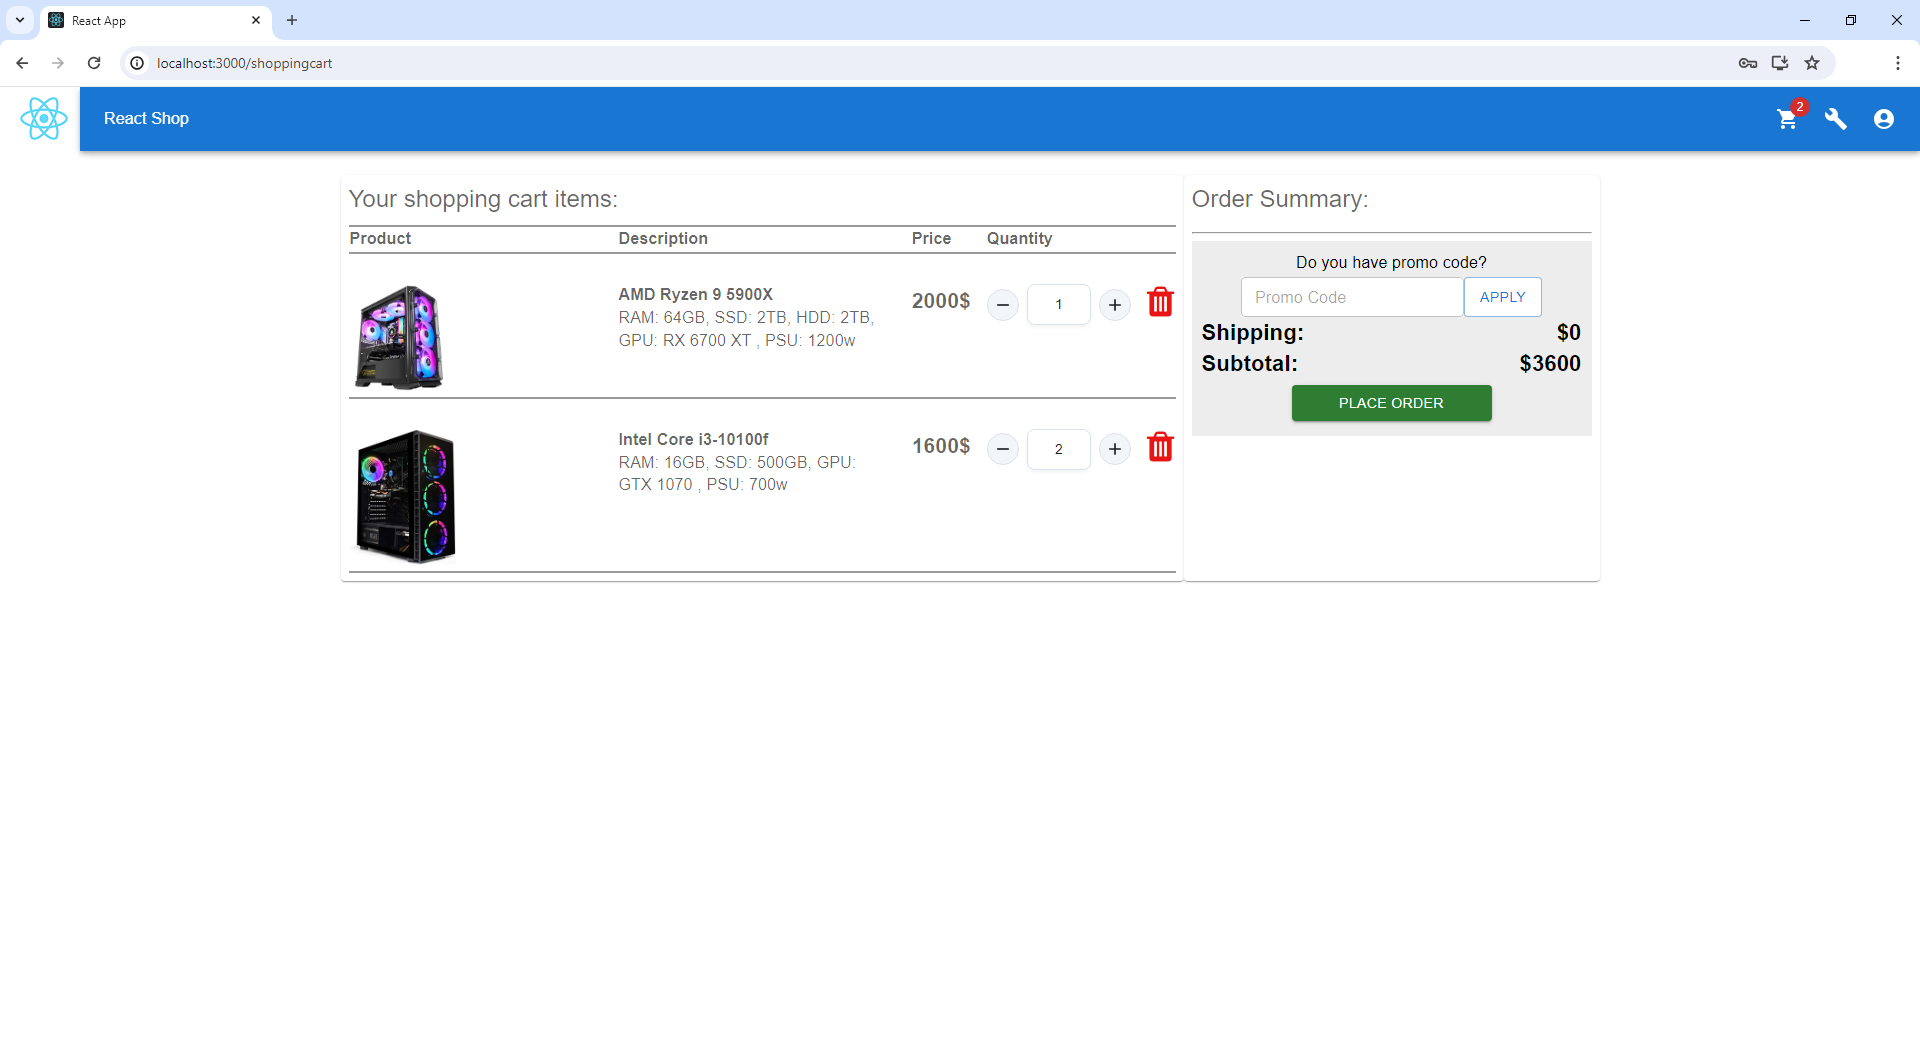 React App
localhost:3000/shoppingcart
React Shop
2
Your shopping cart items:
Product Description Price Quantity
AMD Ryzen 9 5900X
RAM: 64GB, SSD: 2TB, HDD: 2TB,
GPU: RX 6700 XT , PSU: 1200w
2000$
1
Intel Core i3-10100f
RAM: 16GB, SSD: 500GB, GPU:
GTX 1070 , PSU: 700w
1600$
2
Order Summary:
Do you have promo code?
Promo Code APPLY
Shipping: $0
Subtotal: $3600
PLACE ORDER